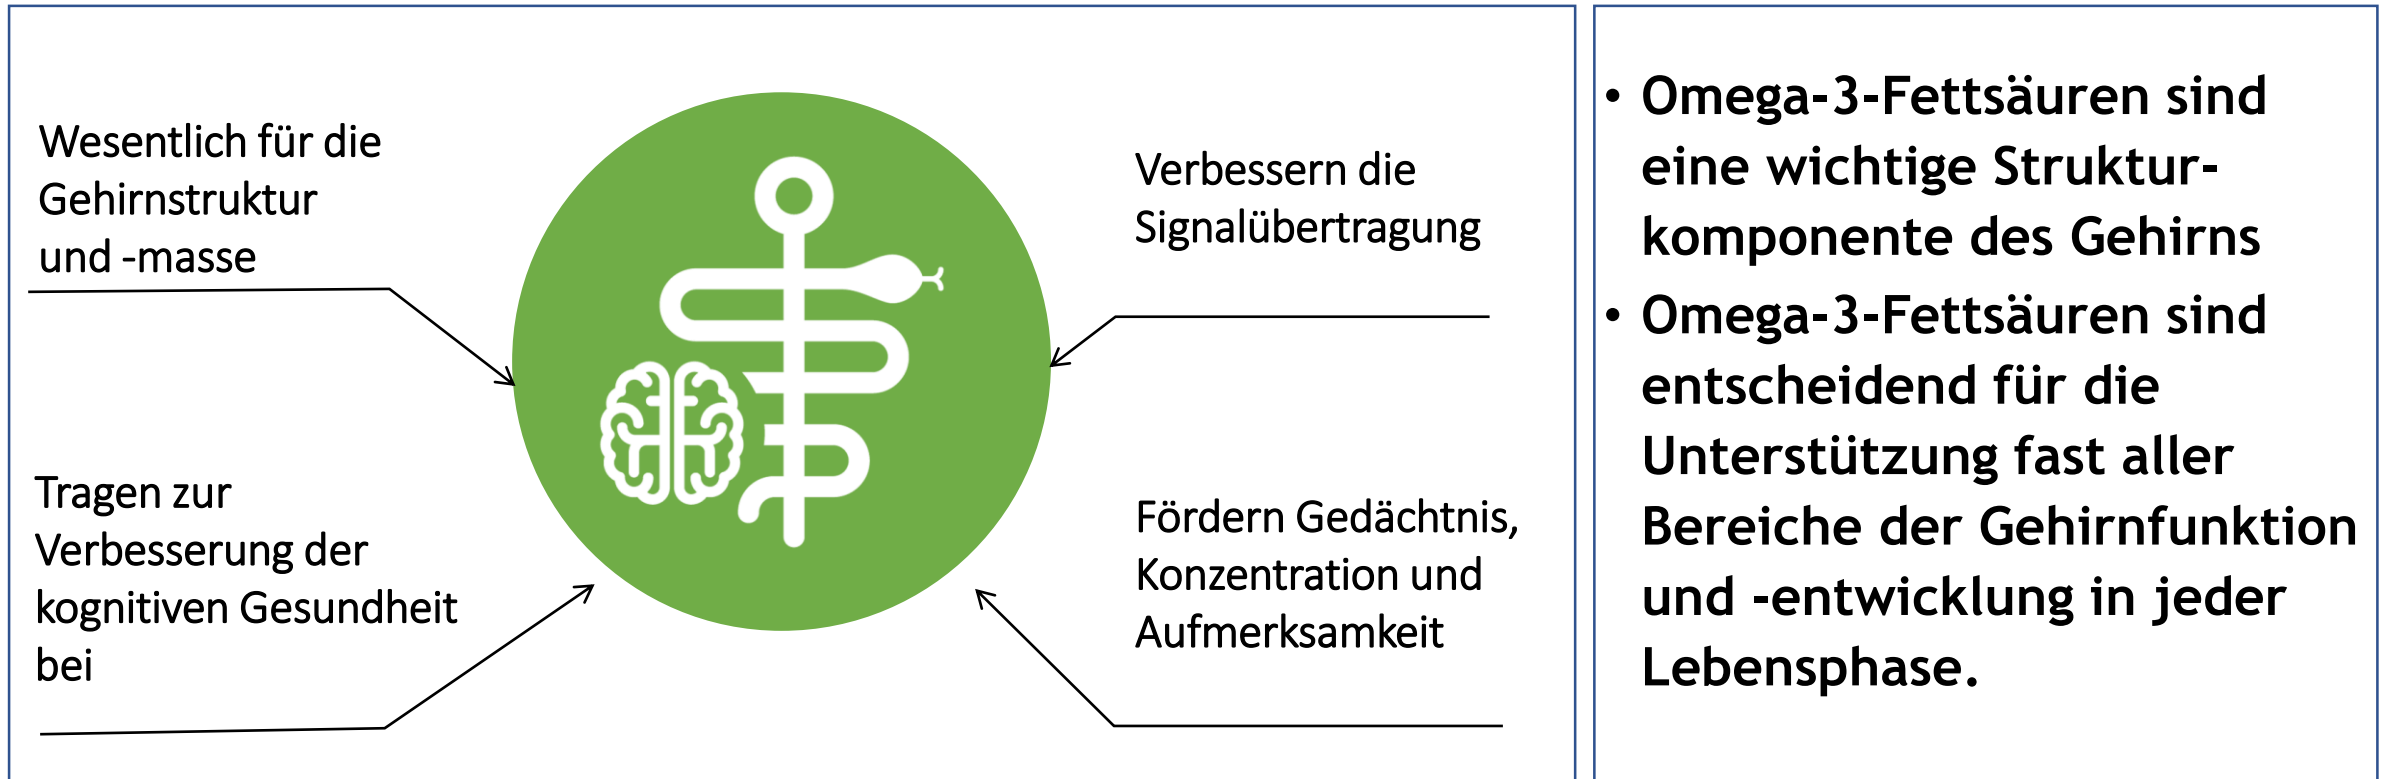 Wesentlich für die
Gehirnstruktur
und -masse
Verbessern die
Signalübertragung
Tragen zur
Verbesserung der
kognitiven Gesundheit
bei
Fördern Gedächtnis,
Konzentration und
Aufmerksamkeit
• Omega-3-Fettsäuren sind
eine wichtige Struktur-
komponente des Gehirns
• Omega-3-Fettsäuren sind
entscheidend für die
Unterstützung fast aller
Bereiche der Gehirnfunktion
und -entwicklung in jeder
Lebensphase.